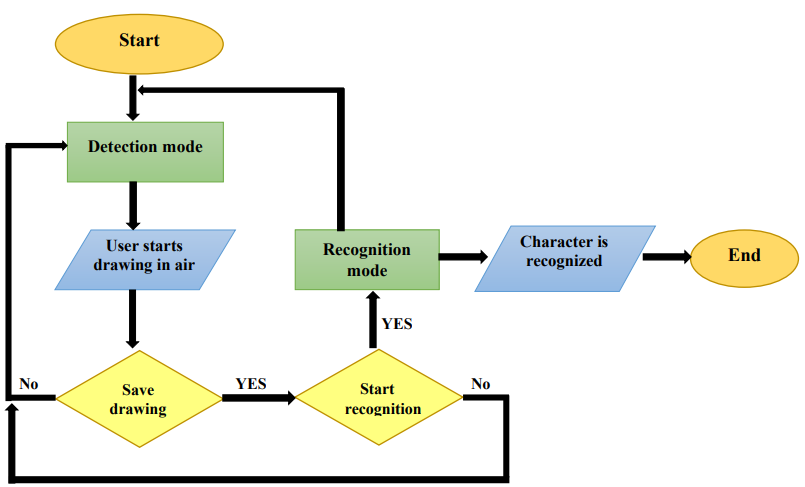 Start
Detection mode
User starts
drawing in air
Recognition
mode
Character is
recognized
End
YES
No
Save
drawing
YES
Start
recognition
No